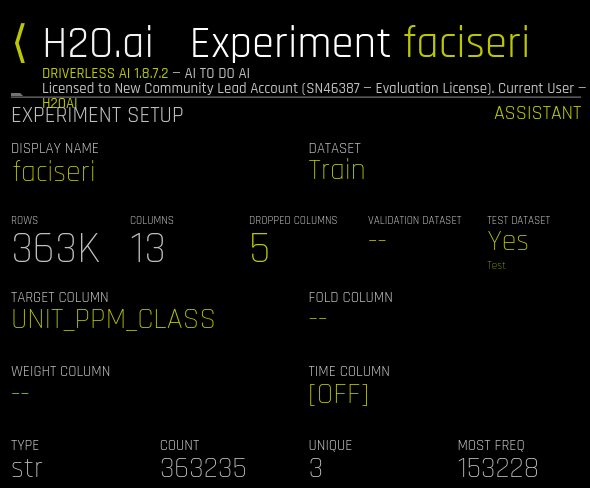 H2O.ai Experiment faciseri
DRIVERLESS AI 1.8.7.2 — AI TO DO AI
Licensed to New Community Lead Account (SN46387 — Evaluation License). Current User —
H2OAI
EXPERIMENT SETUP ASSISTANT
DISPLAY NAME DATASET
faciseri Train
ROWS COLUMNS DROPPED COLUMNS VALIDATION DATASET TEST DATASET
363K 13 5 -- Yes
Test
TARGET COLUMN FOLD COLUMN
UNIT_PPM_CLASS --
WEIGHT COLUMN TIME COLUMN
-- [OFF]
TYPE COUNT UNIQUE MOST FREQ
str 363235 3 153228